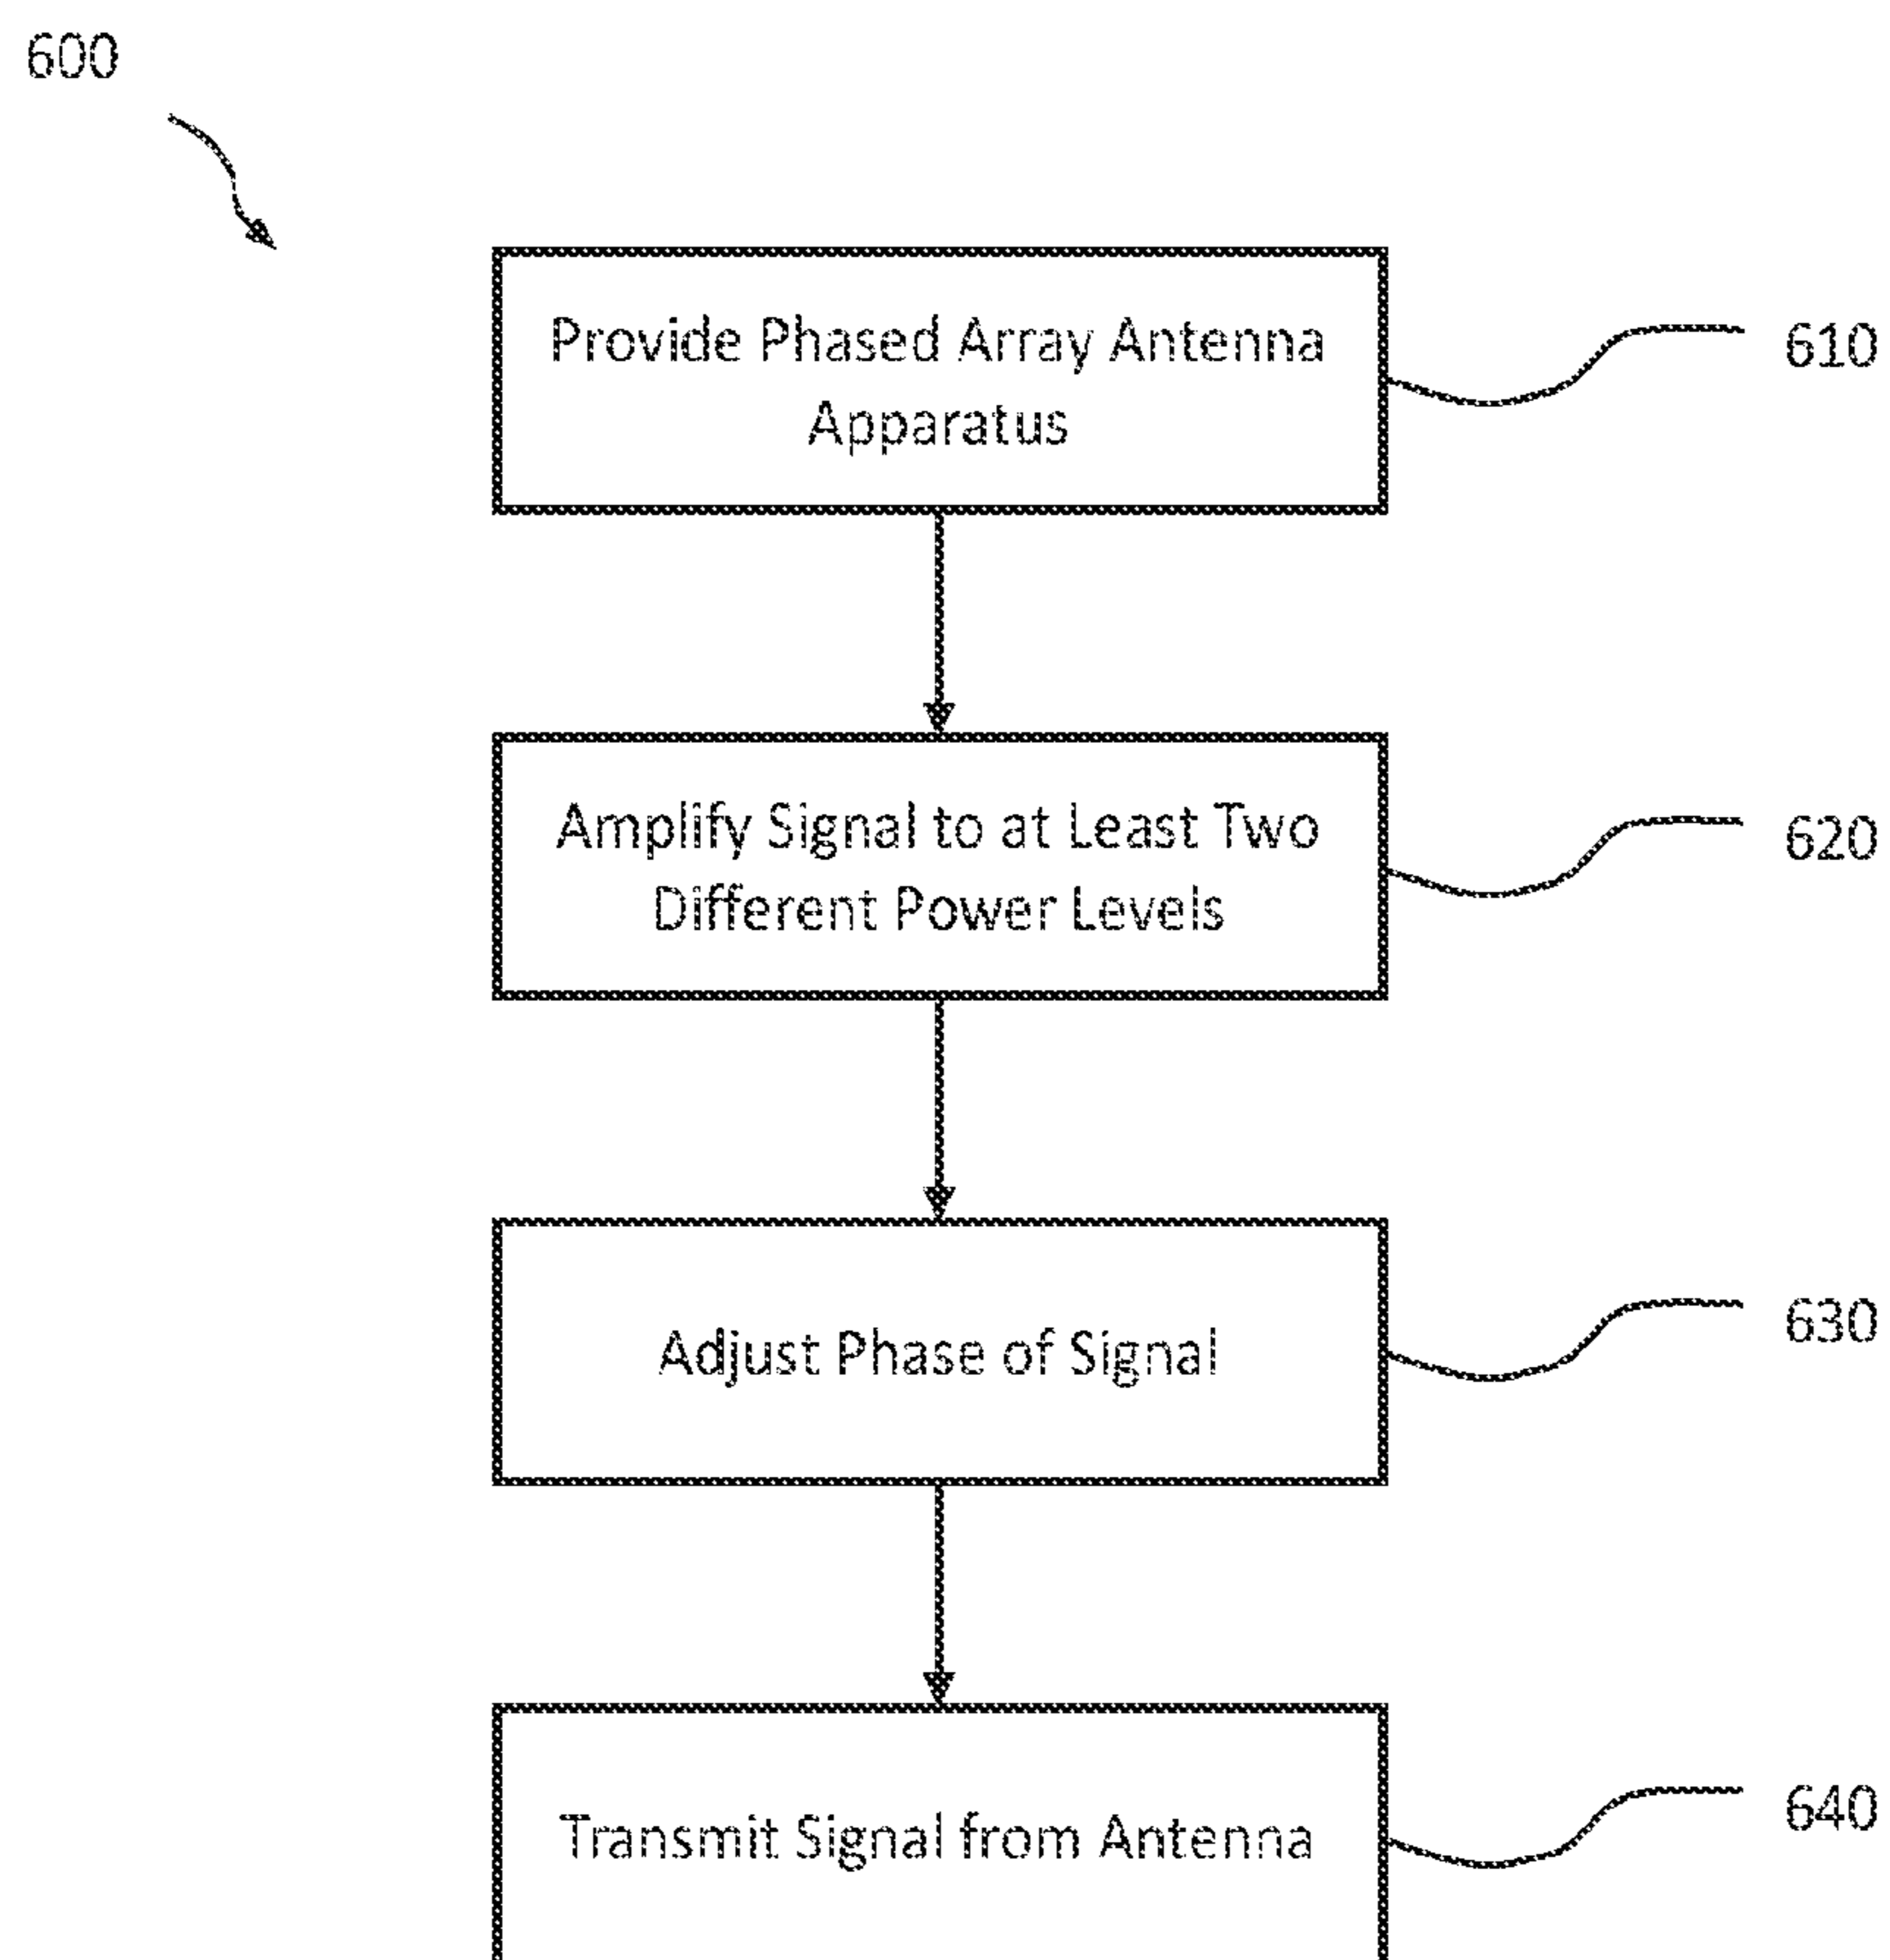 600
Provide Phased Array Antenna
Apparatus
610
Amplify Signal to at Least Two
Different Power Levels
620
Adjust Phase of Signal
630
Transmit Signal from Antenna
640